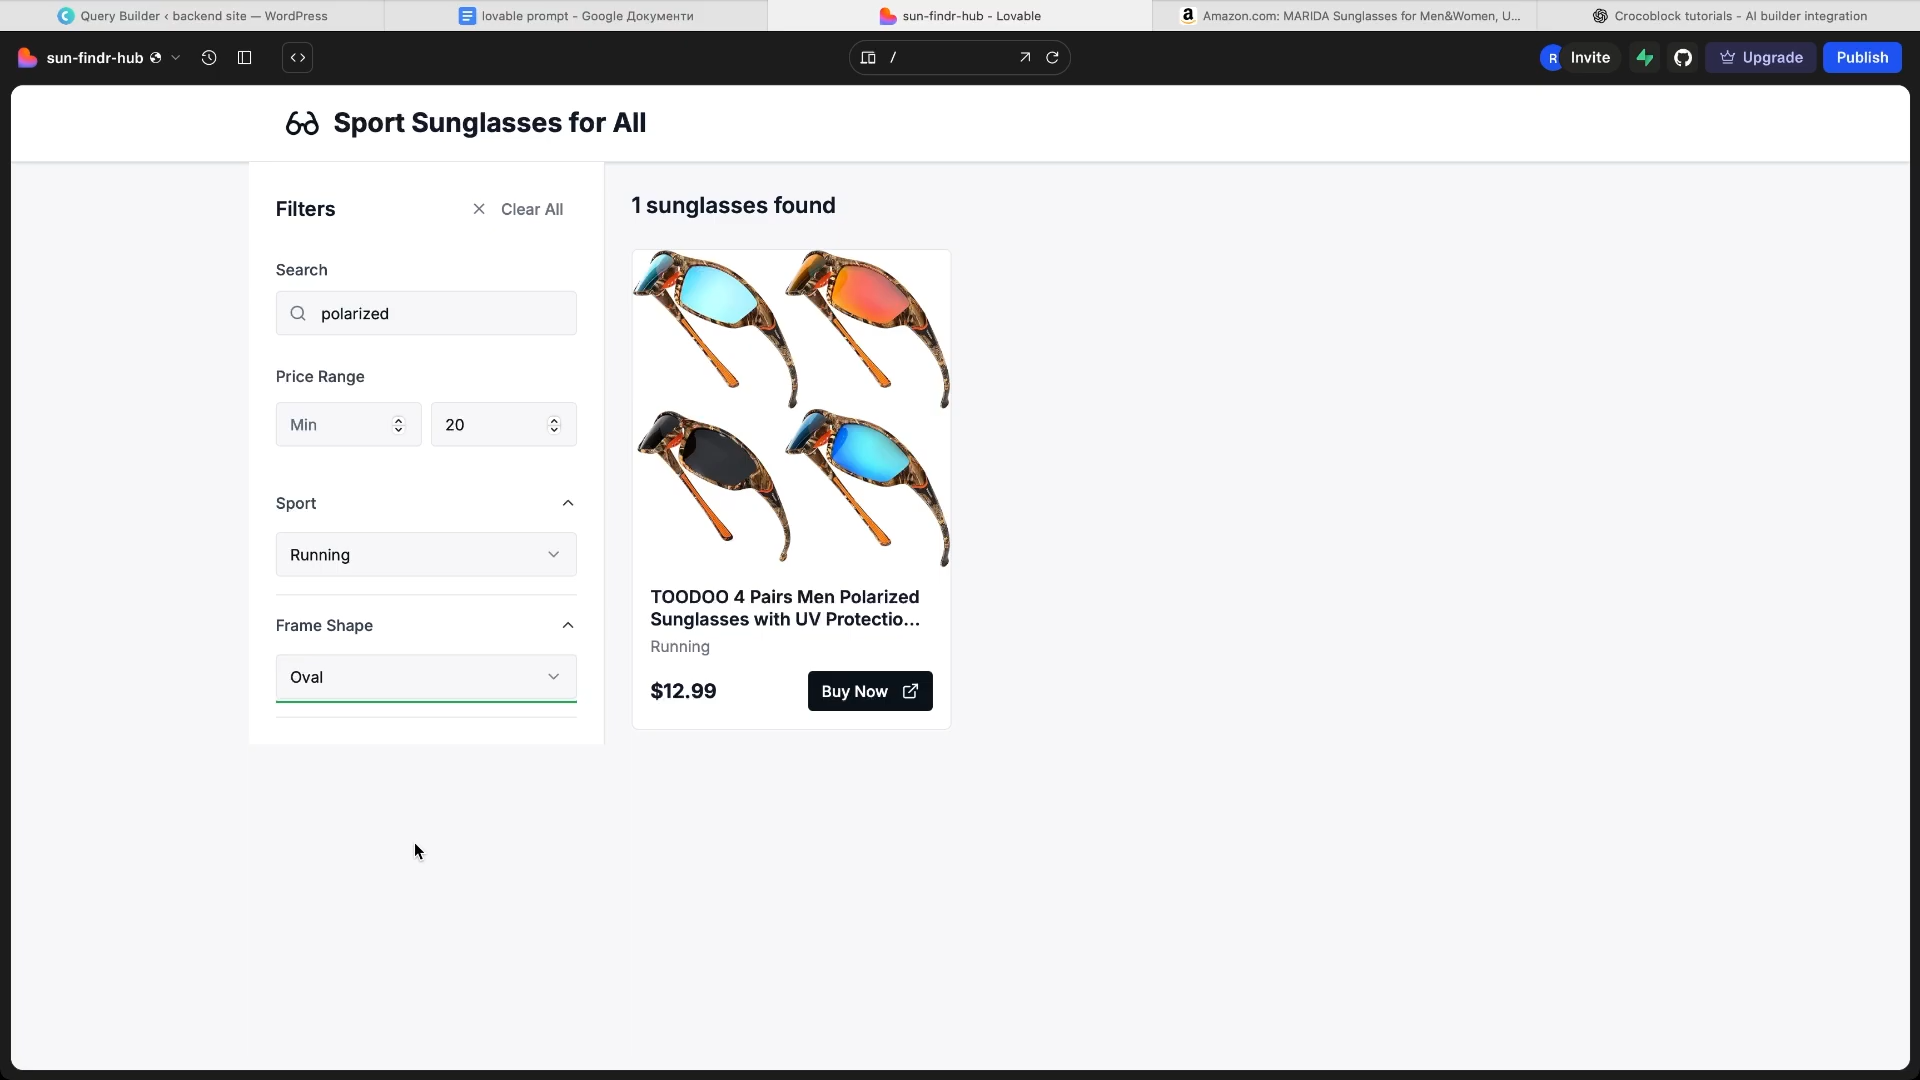 Query Builder ‹ backend site — WordPress
lovable prompt - Google Документи
sun-findr-hub - Lovable
Amazon.com: MARIDA Sunglasses for Men&Women, U...
Crocoblock tutorials - AI builder integration
sun-findr-hub
/
R
Invite
Upgrade
Publish
Sport Sunglasses for All
Filters
Clear All
Search
polarized
Price Range
Min
20
Sport
Running
Frame Shape
Oval
1 sunglasses found
TOODOO 4 Pairs Men Polarized
Sunglasses with UV Protectio...
Running
$12.99
Buy Now